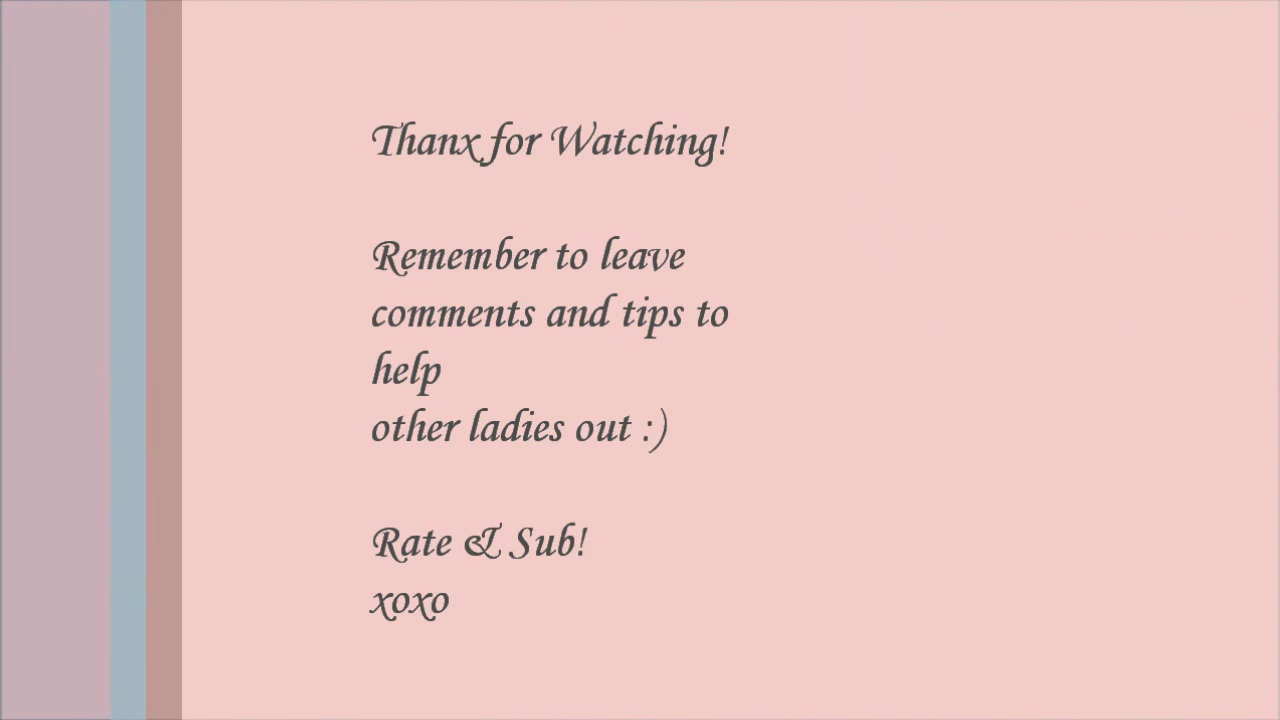 Thanx for Watching!
Remember to leave
comments and tips to
help
other ladies out :)
Rate & Sub!
xoxo